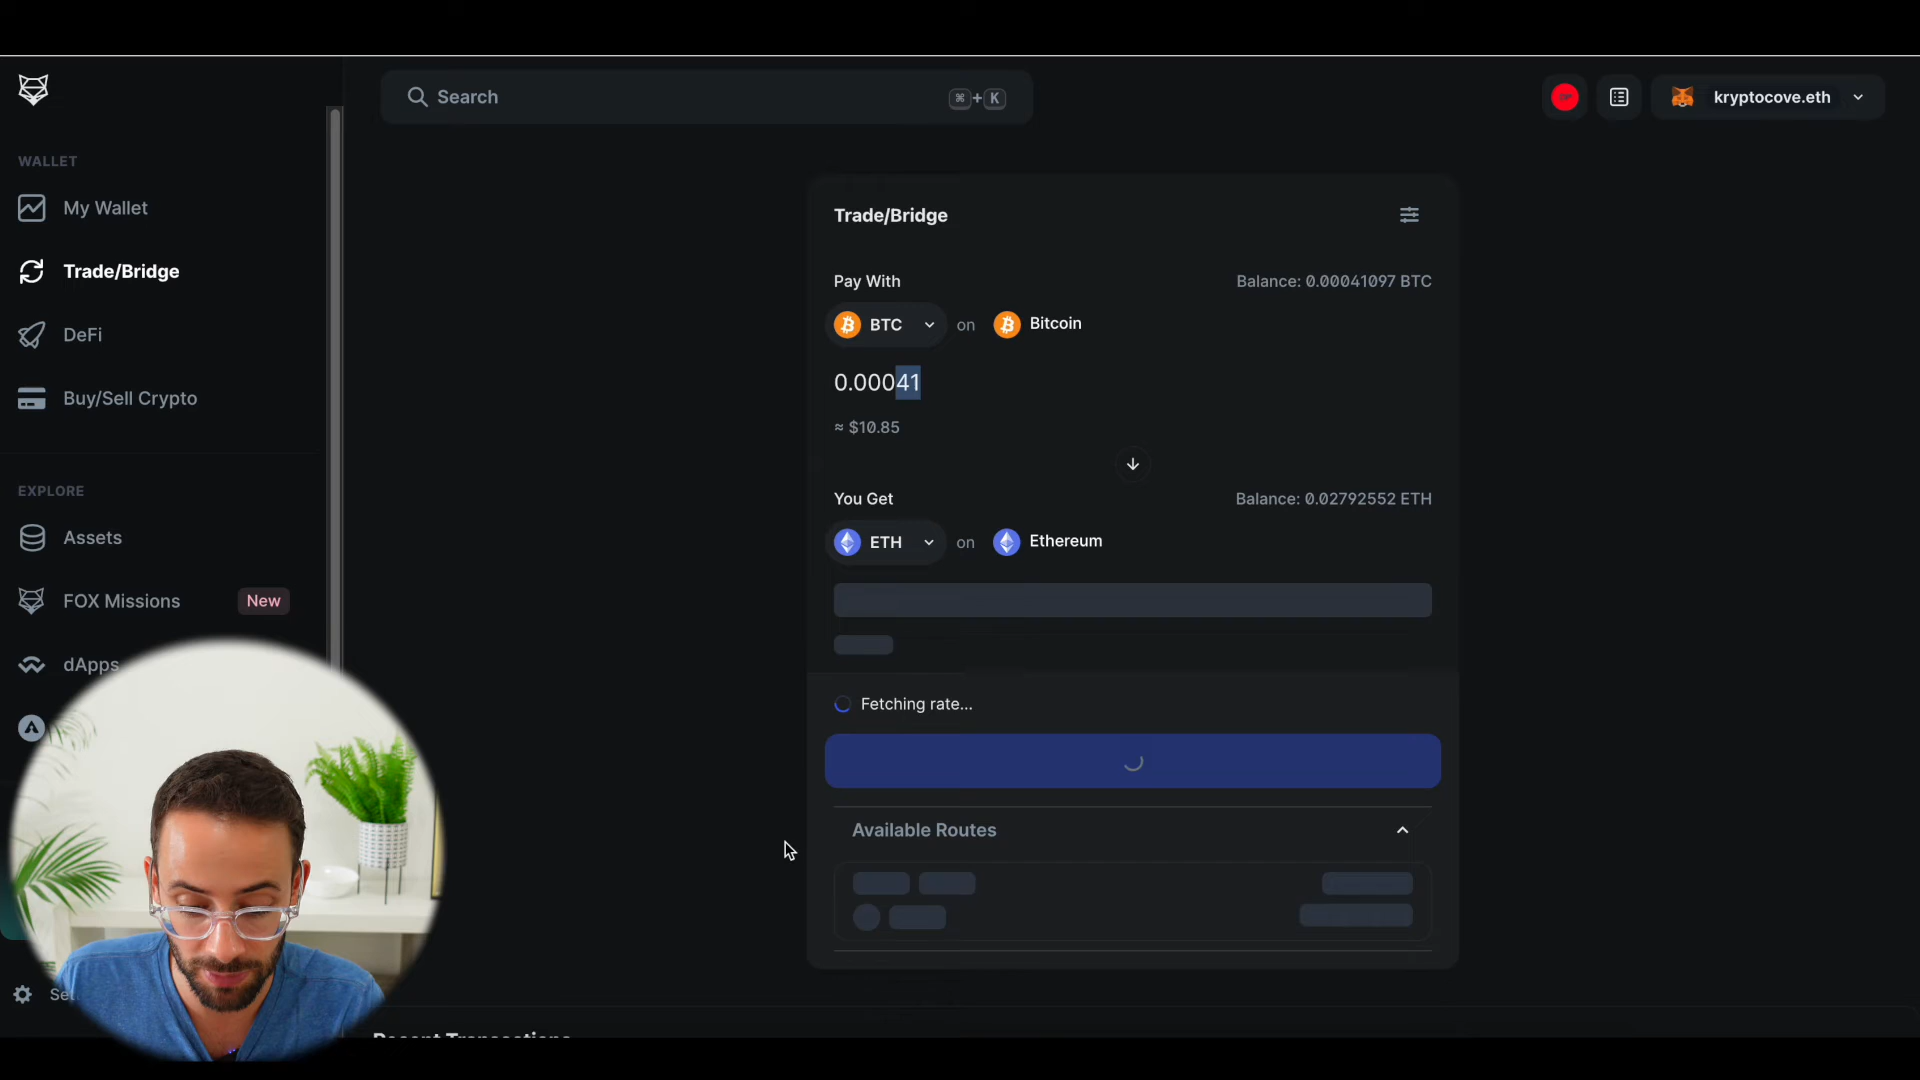 Search
⌘+K
kryptocove.eth
WALLET
My Wallet
Trade/Bridge
DeFi
Buy/Sell Crypto
EXPLORE
Assets
FOX Missions
New
dApps
Trade/Bridge
Pay With
Balance: 0.00041097 BTC
BTC on Bitcoin
0.00041
≈ $10.85
You Get
Balance: 0.02792552 ETH
ETH on Ethereum
Fetching rate...
Available Routes
Recent Transactions